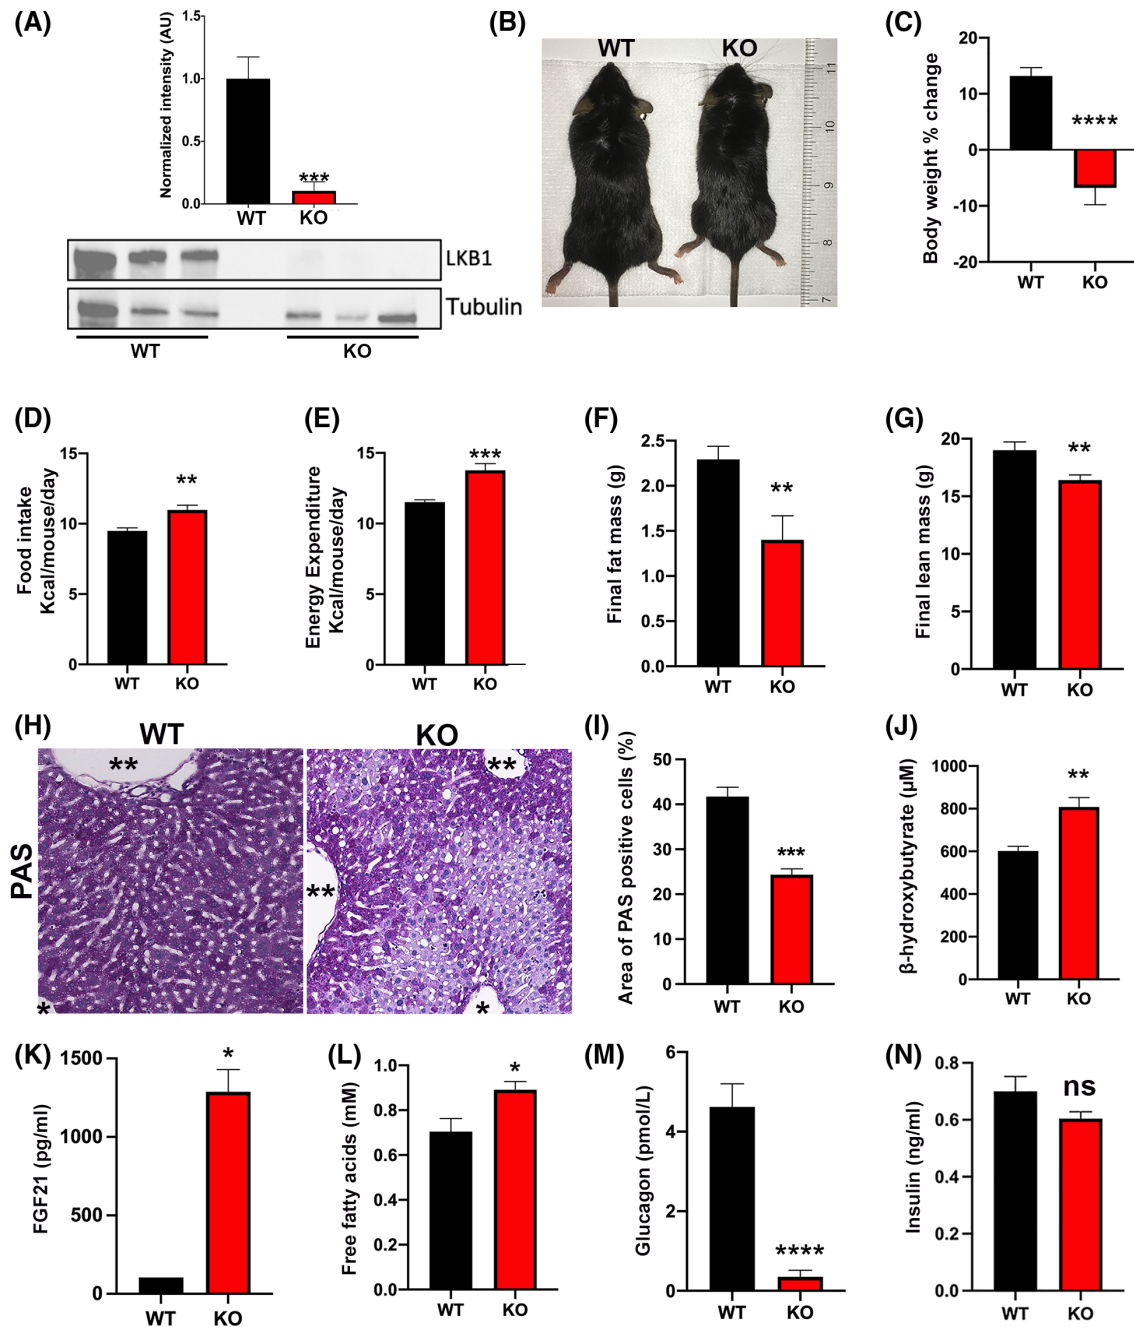 (A)
Normalized intensity (AU)
1.5
1.0
0.5
0.0
***
WT
KO
LKB1
Tubulin
WT
KO
(B)
WT
KO
11
10
9
8
7
(C)
Body weight % change
20
10
0
-10
-20
****
WT
KO
(D)
Food intake
Kcal/mouse/day
15
10
5
0
**
WT
KO
(E)
Energy Expenditure
Kcal/mouse/day
15
10
5
0
***
WT
KO
(F)
Final fat mass (g)
2.5
2.0
1.5
1.0
0.5
0.0
**
WT
KO
(G)
Final lean mass (g)
20
15
10
5
0
**
WT
KO
(H)
WT
KO
PAS
**
*
**
**
*
(I)
Area of PAS positive cells (%)
50
40
30
20
10
0
***
WT
KO
(J)
β-hydroxybutyrate (µM)
1000
800
600
400
200
0
**
WT
KO
(K)
FGF21 (pg/ml)
1500
1000
500
0
*
WT
KO
(L)
Free fatty acids (mM)
1.0
0.8
0.6
0.4
0.2
0.0
*
WT
KO
(M)
Glucagon (pmol/L)
6
4
2
0
****
WT
KO
(N)
Insulin (ng/ml)
0.8
0.6
0.4
0.2
0.0
ns
WT
KO